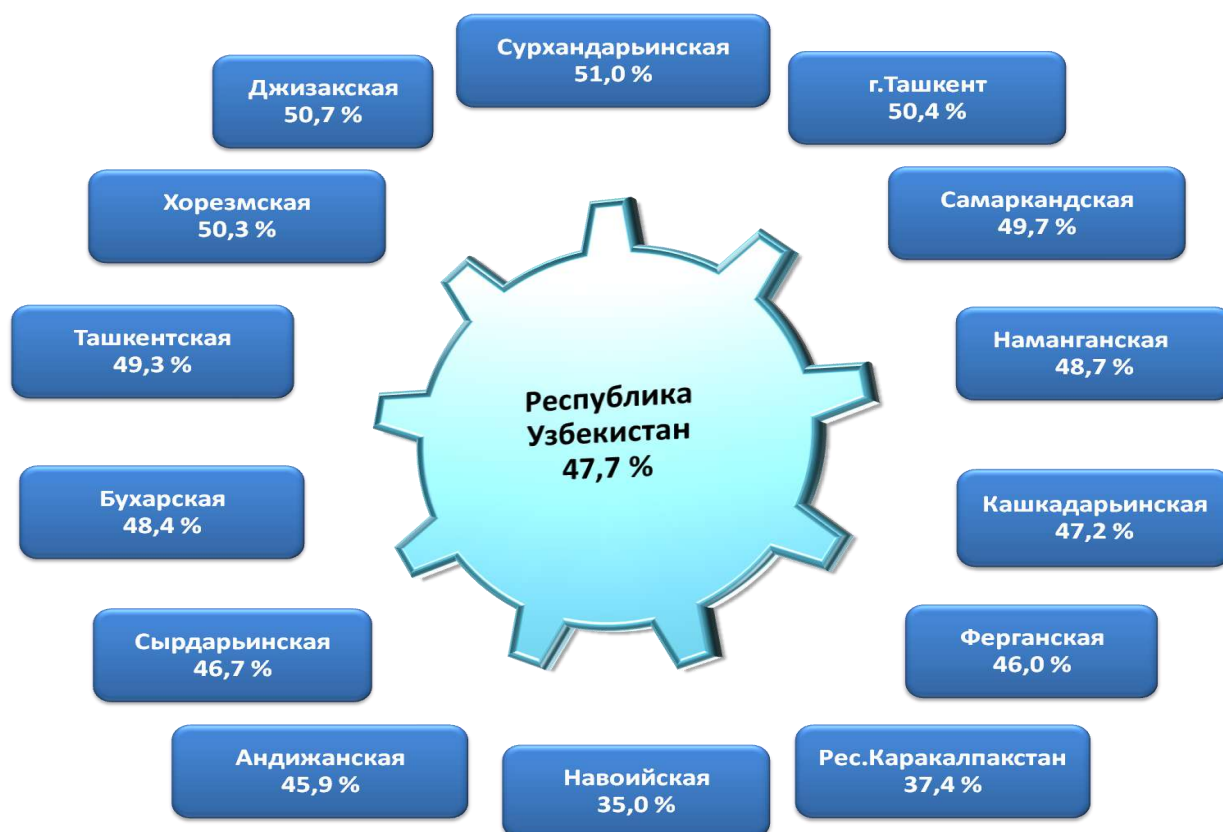 Сурхандарьинская
51,0 %
Джизакская
50,7 %
г.Ташкент
50,4 %
Хорезмская
50,3 %
Самаркандская
49,7 %
Ташкентская
49,3 %
Наманганская
48,7 %
Республика
Узбекистан
47,7 %
Бухарская
48,4 %
Кашкадарьинская
47,2 %
Сырдарьинская
46,7 %
Ферганская
46,0 %
Андижанская
45,9 %
Навоийская
35,0 %
Рес.Каракалпакстан
37,4 %